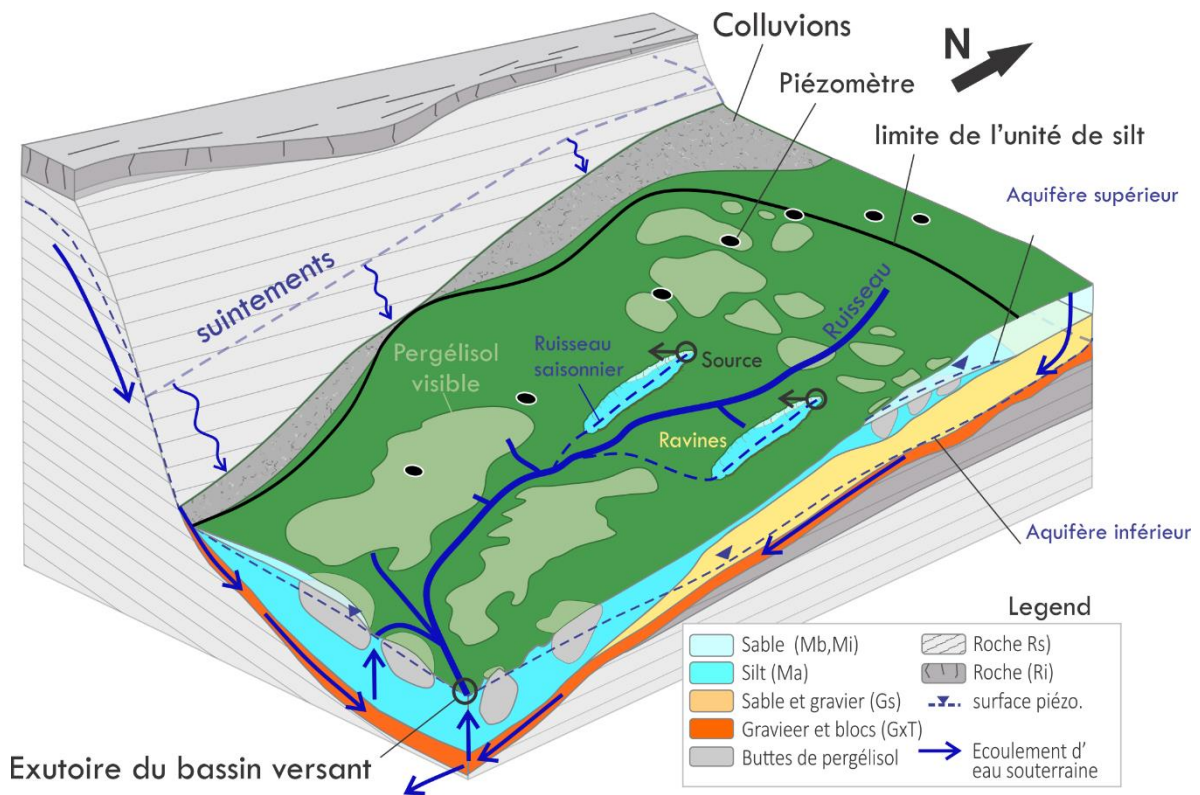 Colluvions
N
Piézomètre
limite de l'unité de silt
Aquifère supérieur
suintements
Pergélisol
visible
Ruisseau
saisonnier
Source
Ruisseau
Ravines
Aquifère inférieur
Exutoire du bassin versant
Legend
Sable (Mb,Mi)
Silt (Ma)
Sable et gravier (Gs)
Gravieer et blocs (GxT)
Buttes de pergélisol
Roche Rs
Roche (Ri)
surface piézo.
Ecoulement d'
eau souterraine